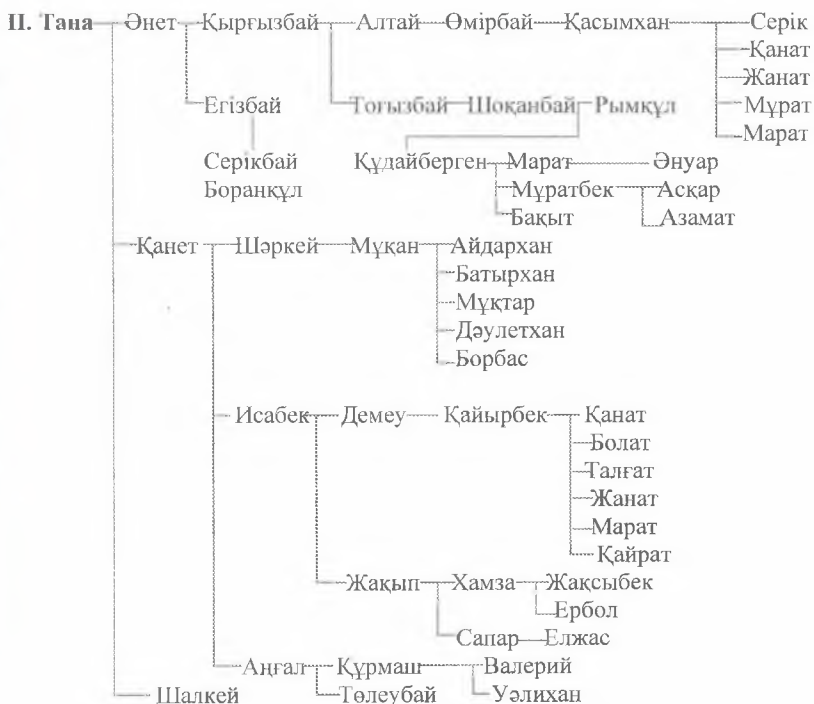 II. Тана Әнет Қырғызбай Алтай Өмірбай Қасымхан Серік
Қанат
Жанат
Егізбай Тоғызбай Шоқанбай Рымқұл Мұрат
Марат
Серікбай Құдайберген Марат Әнуар
Боранқұл Мұратбек Асқар
Бақыт Азамат
Қанет Шәркей Мұқан Айдархан
Батырхан
Мұқтар
Дәулетхан
Борбас
Исабек Демеу Қайырбек Қанат
Болат
Талғат
Жанат
Марат
Қайрат
Жақып Хамза Жақсыбек
Ербол
Сапар Елжас
Аңғал Құрмаш Валерий
Шалкей Төлеубай Уәлихан